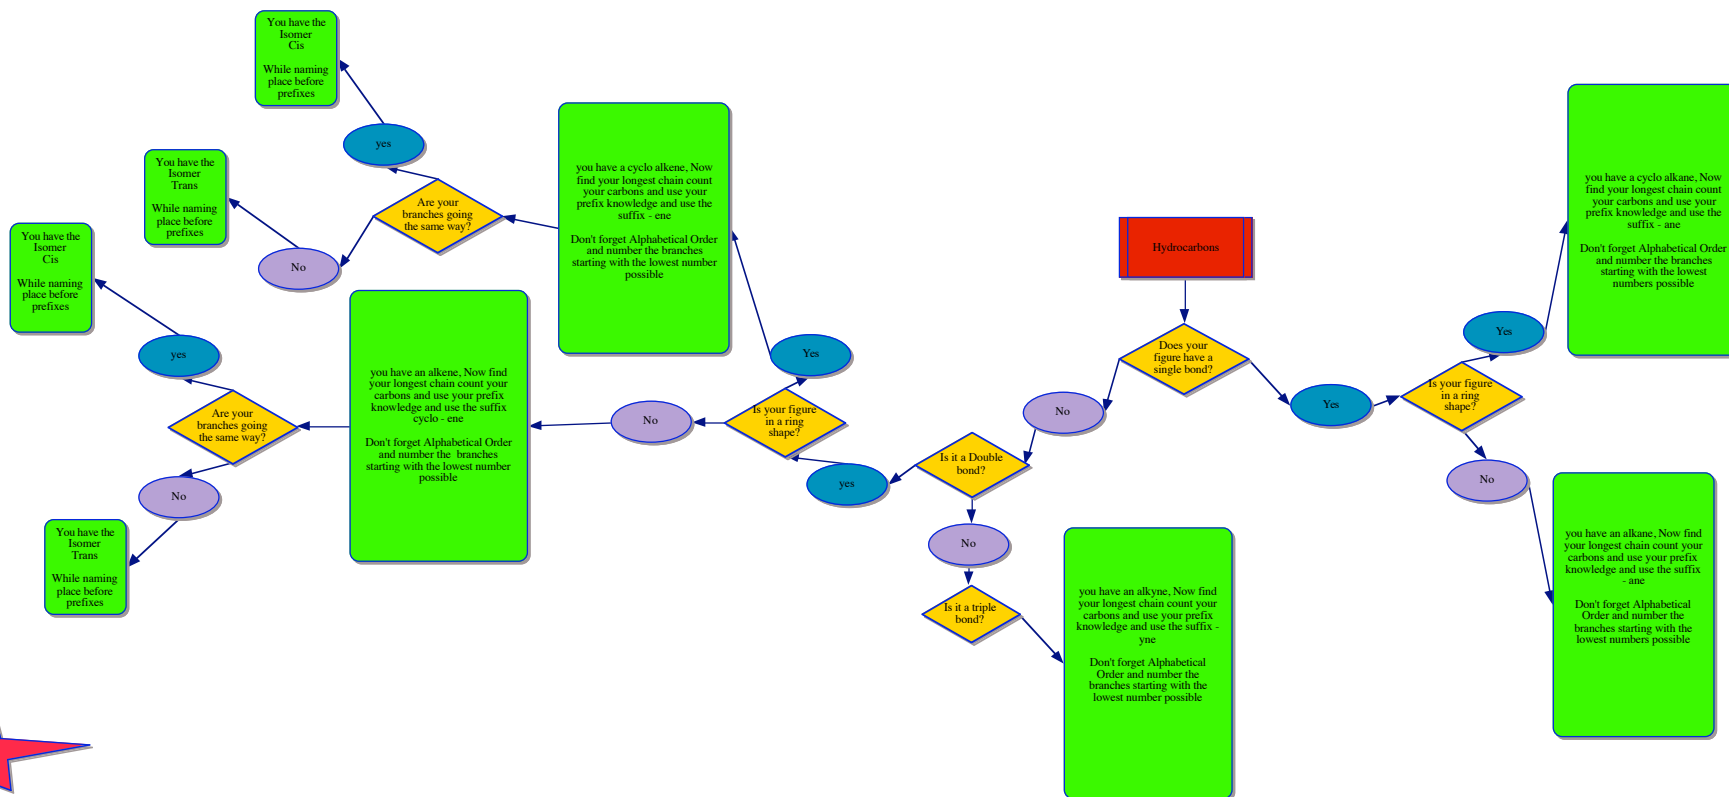 You have the
Isomer
Cis
While naming
place before
prefixes
yes
You have the
Isomer
Trans
While naming
place before
prefixes
No
Are your
branches going
the same way?
you have a cyclo alkene, Now
find your longest chain count
your carbons and use your
prefix knowledge and use the
suffix - ene
Don't forget Alphabetical Order
and number the branches
starting with the lowest number
possible
You have the
Isomer
Cis
While naming
place before
prefixes
yes
Are your
branches going
the same way?
No
You have the
Isomer
Trans
While naming
place before
prefixes
you have an alkene, Now find
your longest chain count your
carbons and use your prefix
knowledge and use the suffix
cyclo - ene
Don't forget Alphabetical Order
and number the  branches
starting with the lowest number
possible
No
Yes
Is your figure
in a ring
shape?
yes
Hydrocarbons
Does your
figure have a
single bond?
No
Is it a Double
bond?
No
Is it a triple
bond?
you have an alkyne, Now find
your longest chain count your
carbons and use your prefix
knowledge and use the suffix -
yne
Don't forget Alphabetical
Order and number the
branches starting with the
lowest number possible
Yes
Is your figure
in a ring
shape?
Yes
No
you have a cyclo alkane, Now
find your longest chain count
your carbons and use your
prefix knowledge and use the
suffix - ane
Don't forget Alphabetical Order
and number the branches
starting with the lowest
numbers possible
you have an alkane, Now find
your longest chain count your
carbons and use your prefix
knowledge and use the suffix
- ane
Don't forget Alphabetical
Order and number the
branches starting with the
lowest numbers possible